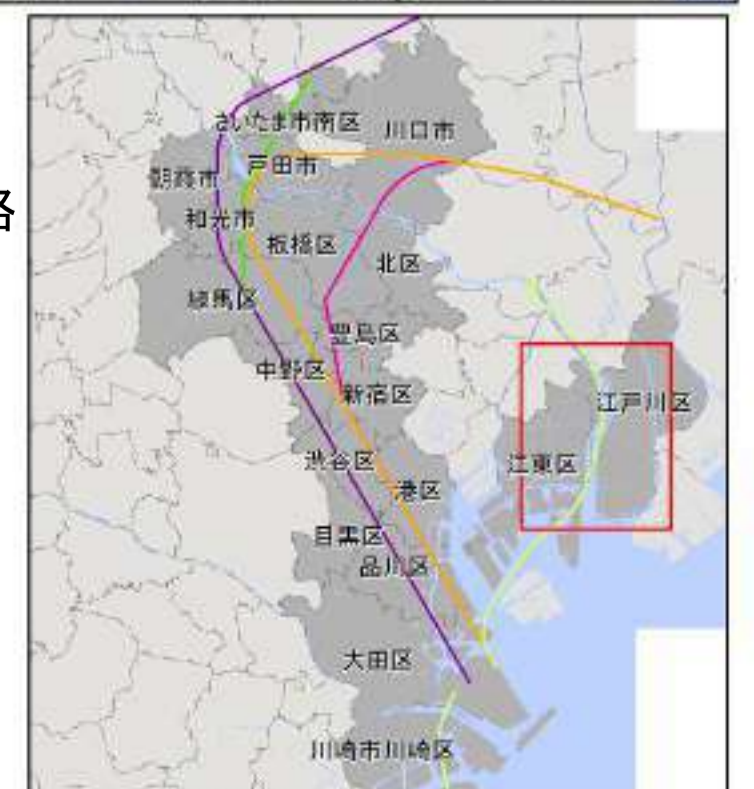 さいたま市南区
川口市
戸田市
朝霞市
路
和光市
板橋区
北区
練馬区
豊島区
中野区
新宿区
江戸川区
渋谷区
江東区
港区
目黒区
品川区
大田区
川崎市川崎区